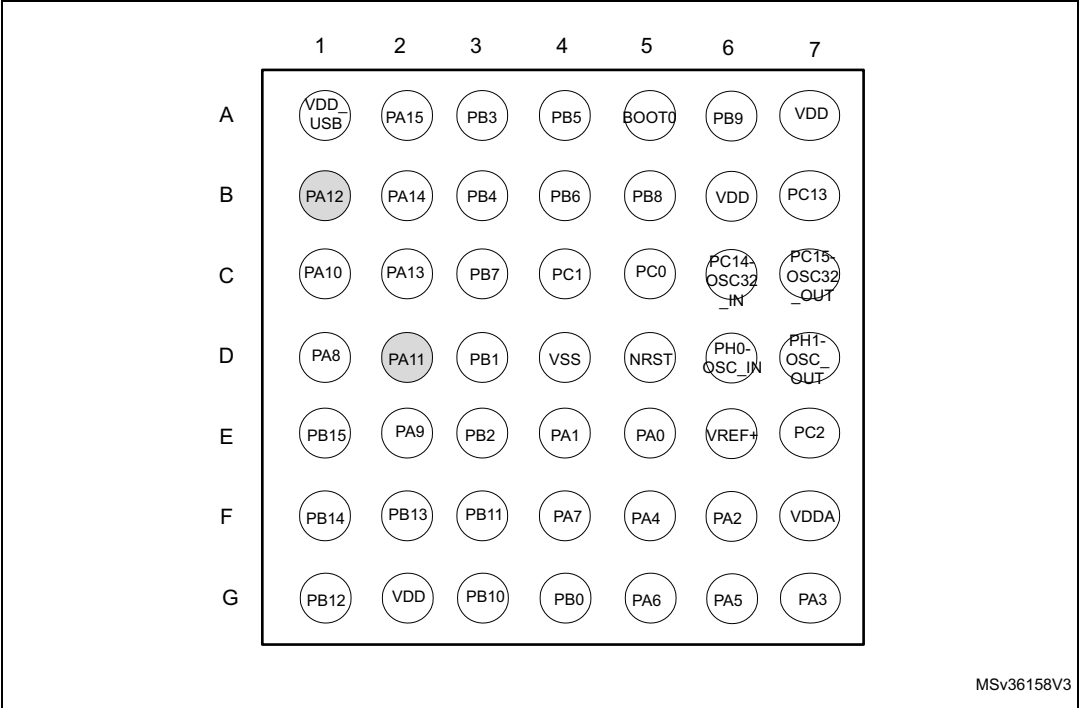 1 2 3 4 5 6 7
A VDD_ USB PA15 PB3 PB5 BOOT0 PB9 VDD
B PA12 PA14 PB4 PB6 PB8 VDD PC13
C PA10 PA13 PB7 PC1 PC0 PC14-OSC32_IN PC15-OSC32_OUT
D PA8 PA11 PB1 VSS NRST PH0-OSC_IN PH1-OSC_OUT
E PB15 PA9 PB2 PA1 PA0 VREF+ PC2
F PB14 PB13 PB11 PA7 PA4 PA2 VDDA
G PB12 VDD PB10 PB0 PA6 PA5 PA3
MSv36158V3